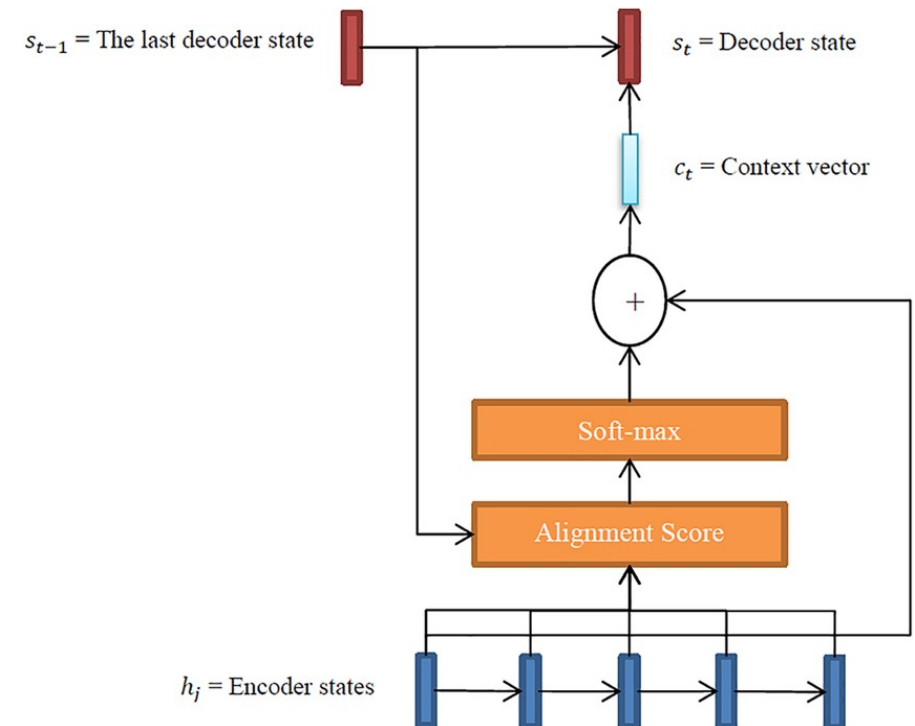 s_{t−1} = The last decoder state
s_t = Decoder state
c_t = Context vector
+
Soft-max
Alignment Score
h_j = Encoder states